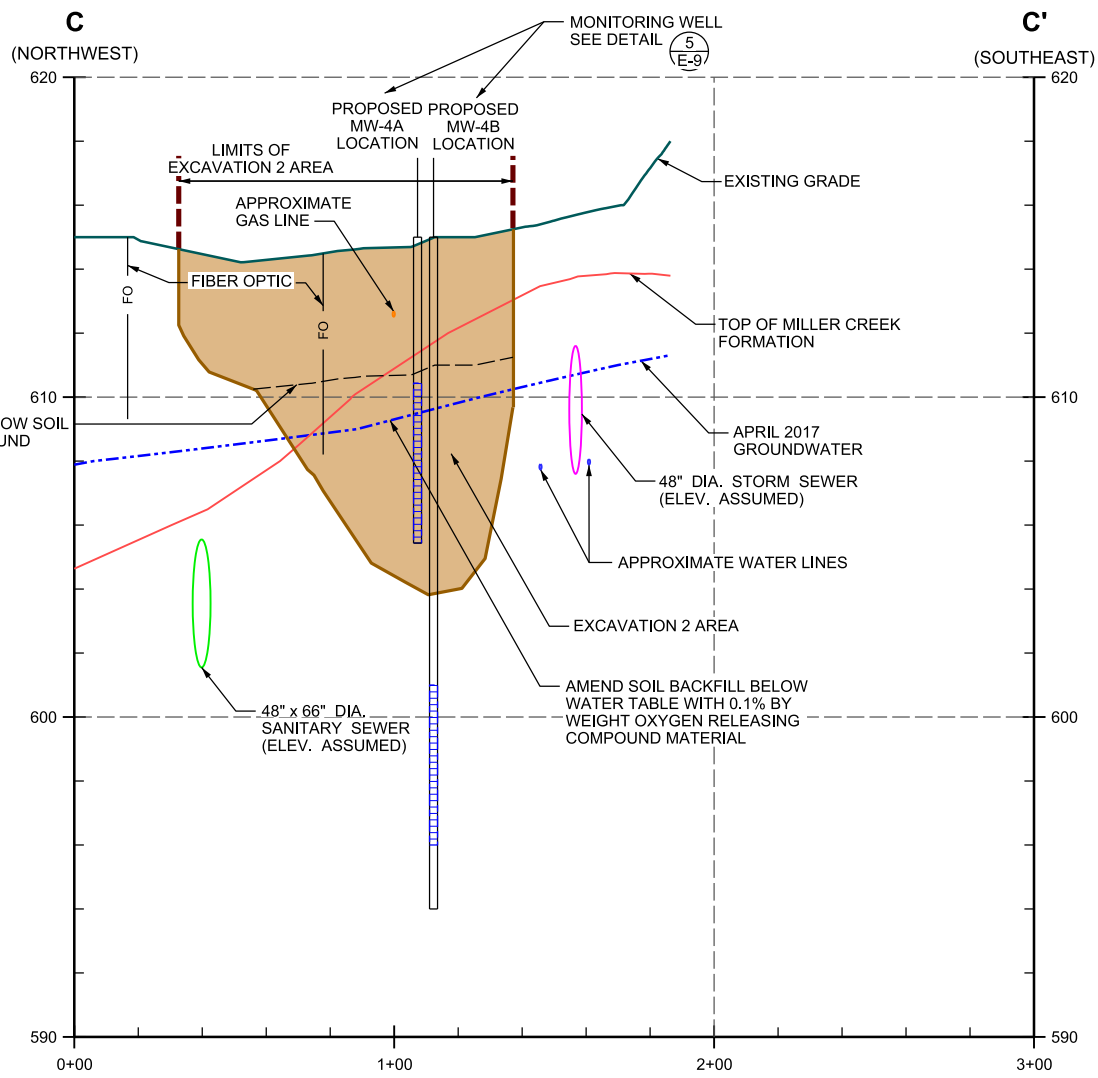 C
(NORTHWEST)
C'
(SOUTHEAST)
MONITORING WELL
SEE DETAIL
5
E-9
620
620
PROPOSED
MW-4A
LOCATION
PROPOSED
MW-4B
LOCATION
LIMITS OF
EXCAVATION 2 AREA
APPROXIMATE
GAS LINE
EXISTING GRADE
FIBER OPTIC
FO
FO
TOP OF MILLER CREEK
FORMATION
610
610
OW SOIL
UND
APRIL 2017
GROUNDWATER
48" DIA. STORM SEWER
(ELEV. ASSUMED)
APPROXIMATE WATER LINES
EXCAVATION 2 AREA
AMEND SOIL BACKFILL BELOW
WATER TABLE WITH 0.1% BY
WEIGHT OXYGEN RELEASING
COMPOUND MATERIAL
48" x 66" DIA.
SANITARY SEWER
(ELEV. ASSUMED)
600
600
590
590
0+00
1+00
2+00
3+00